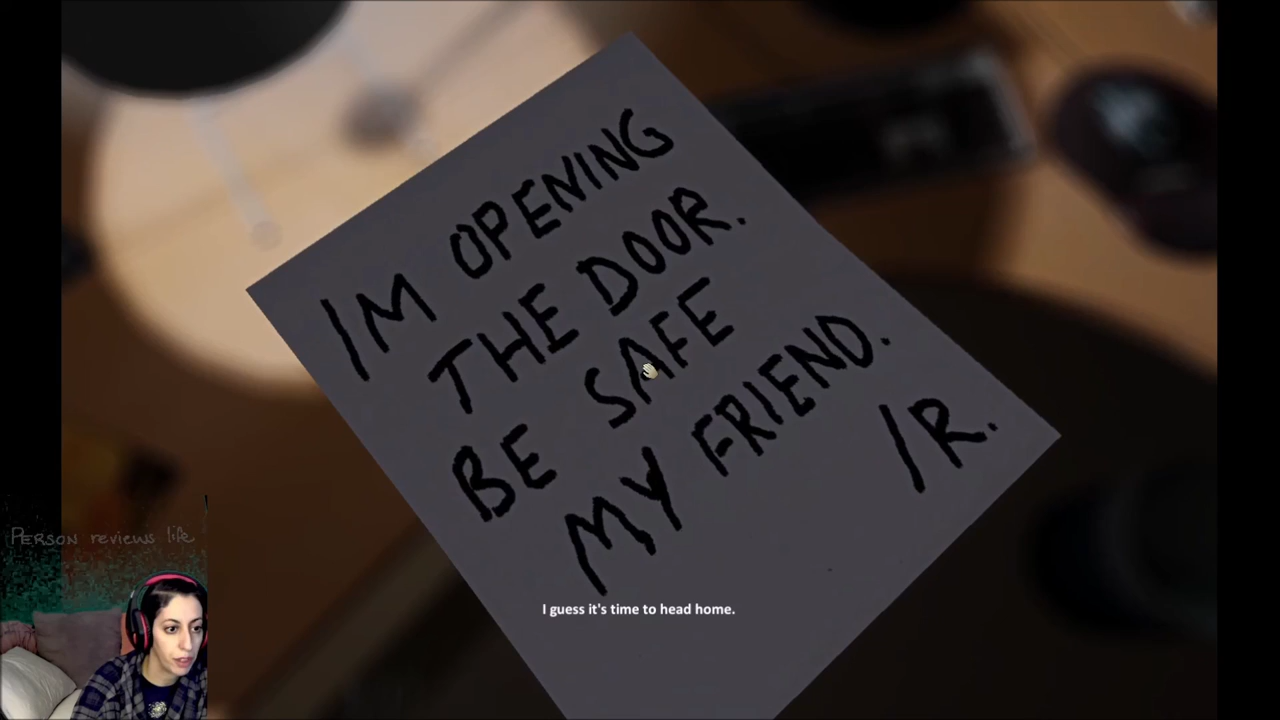 IM OPENING
THE DOOR.
BE SAFE
MY FRIEND.
/R.
I guess it's time to head home.
PERSON reviews life